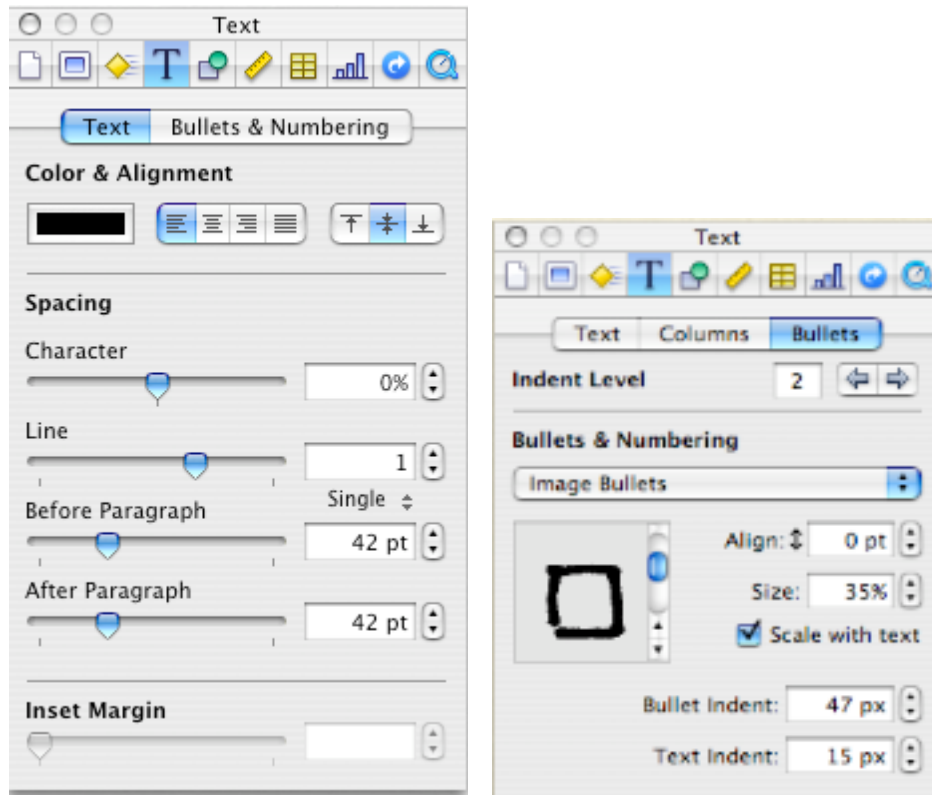 Text
T
Text Bullets & Numbering
Color & Alignment
Spacing
Character
0%
Line
1
Single
Before Paragraph
42 pt
After Paragraph
42 pt
Inset Margin
Text
T
Text Columns Bullets
Indent Level 2
Bullets & Numbering
Image Bullets
Align: 0 pt
Size: 35%
Scale with text
Bullet Indent: 47 px
Text Indent: 15 px